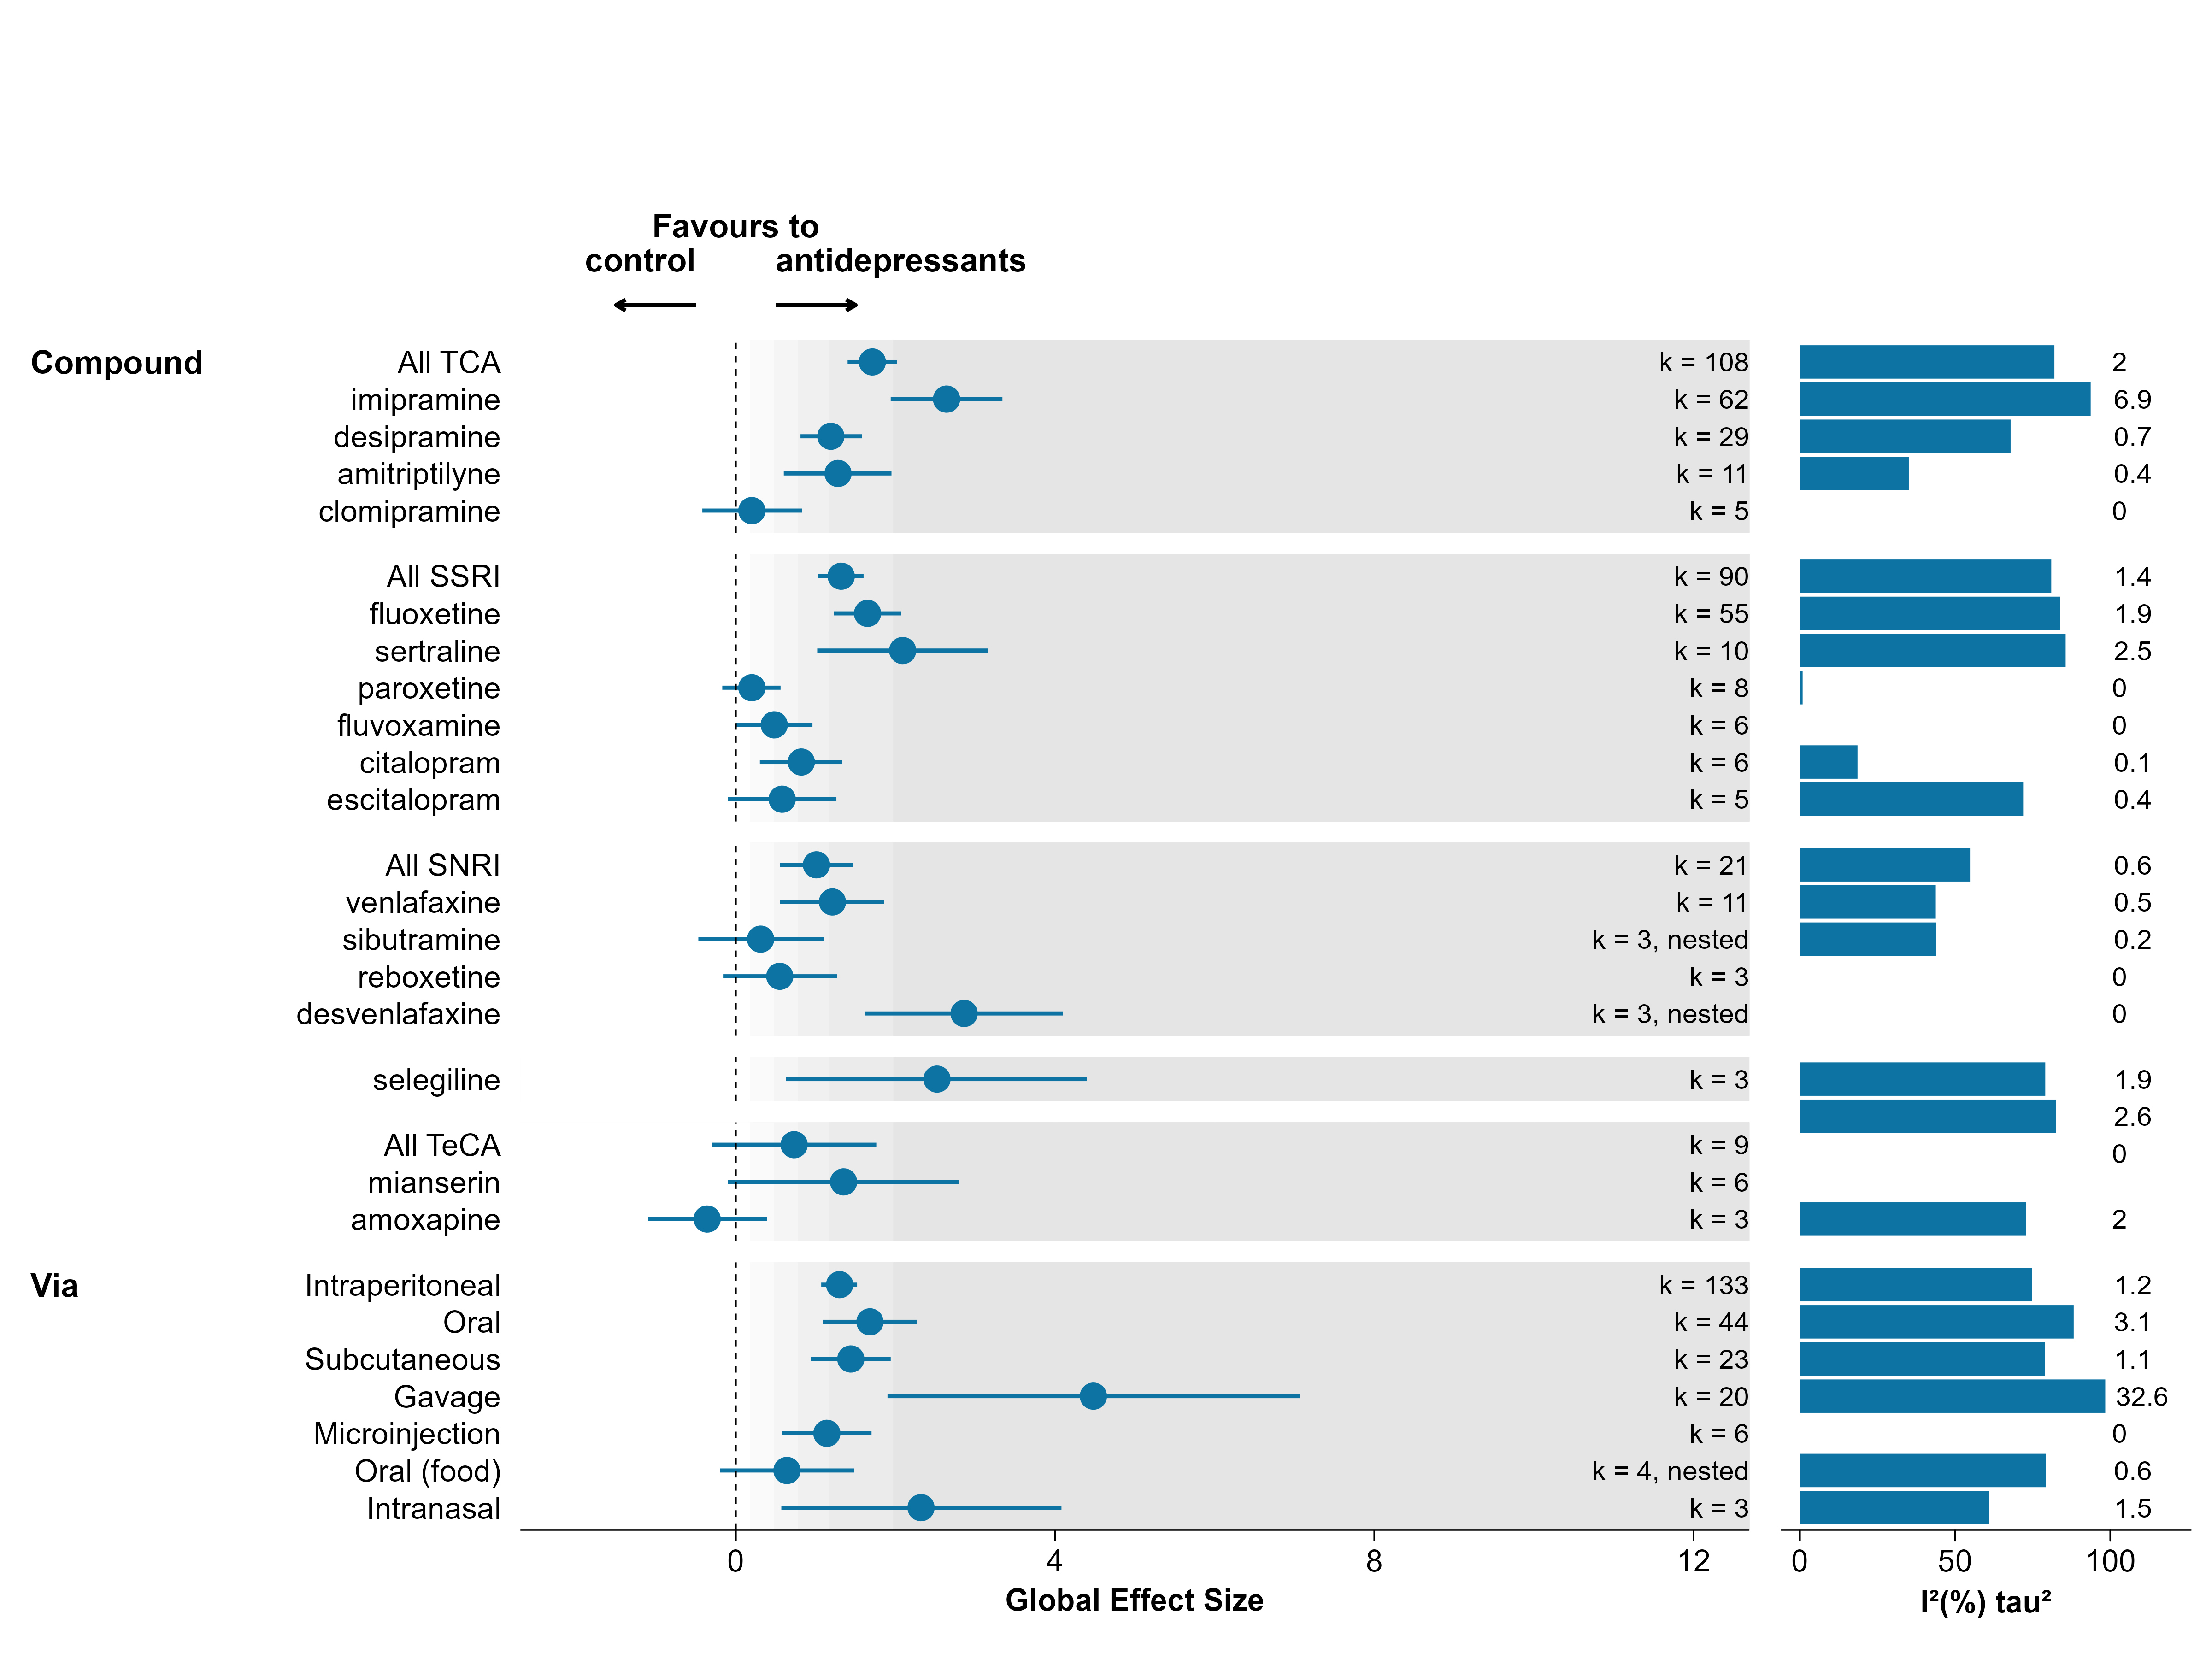 Favours to
control antidepressants
Compound All TCA k = 108 2
imipramine k = 62 6.9
desipramine k = 29 0.7
amitriptilyne k = 11 0.4
clomipramine k = 5 0
All SSRI k = 90 1.4
fluoxetine k = 55 1.9
sertraline k = 10 2.5
paroxetine k = 8 0
fluvoxamine k = 6 0
citalopram k = 6 0.1
escitalopram k = 5 0.4
All SNRI k = 21 0.6
venlafaxine k = 11 0.5
sibutramine k = 3, nested 0.2
reboxetine k = 3 0
desvenlafaxine k = 3, nested 0
selegiline k = 3 1.9
2.6
All TeCA k = 9 0
mianserin k = 6
amoxapine k = 3 2
Via Intraperitoneal k = 133 1.2
Oral k = 44 3.1
Subcutaneous k = 23 1.1
Gavage k = 20 32.6
Microinjection k = 6 0
Oral (food) k = 4, nested 0.6
Intranasal k = 3 1.5
0 4 8 12 0 50 100
Global Effect Size I²(%) tau²